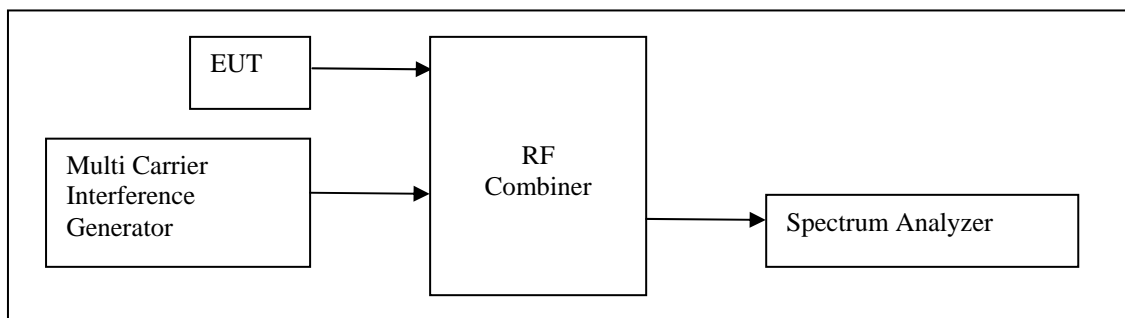 EUT
Multi Carrier
Interference
Generator
RF
Combiner
Spectrum Analyzer